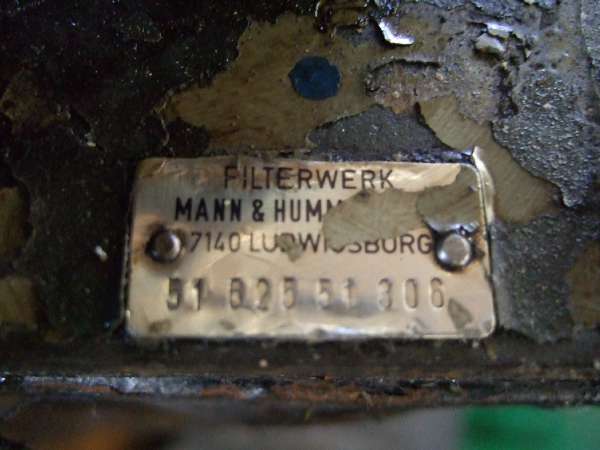 FILTERWERK
MANN & HUMM
7140 LUDWIGSBURG
51 825 51 306